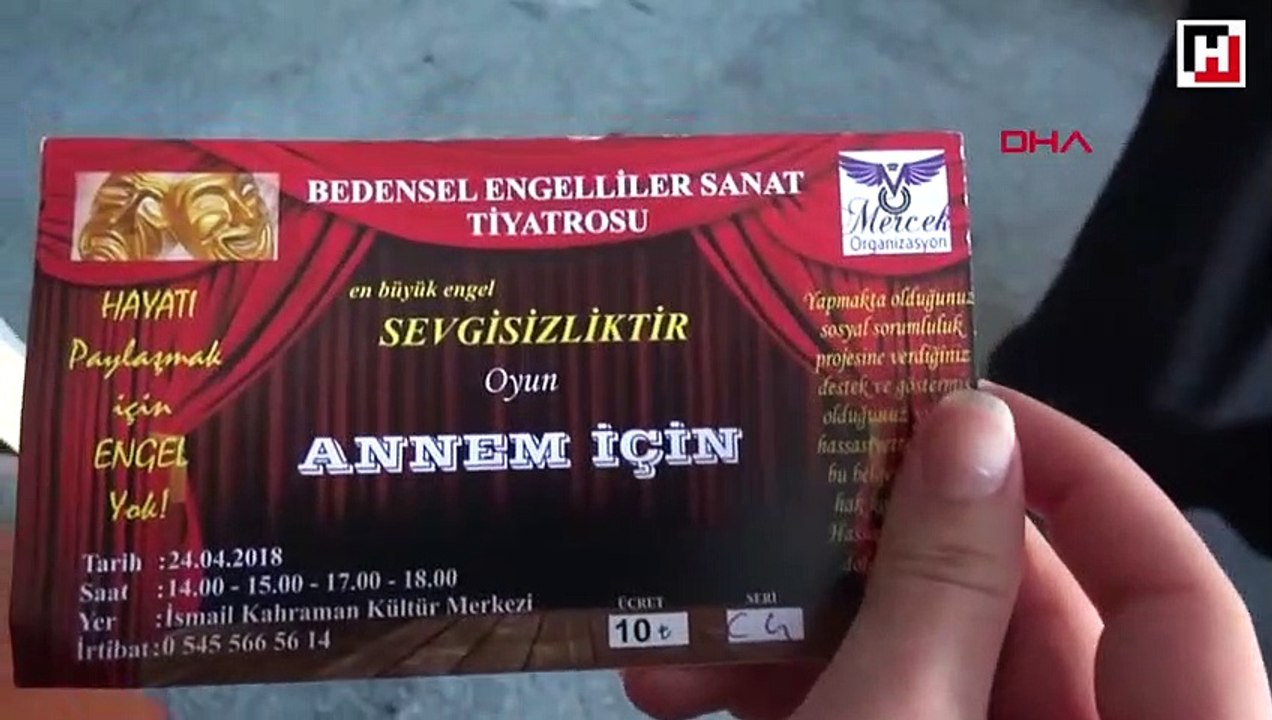 H
DHA
BEDENSEL ENGELLİLER SANAT
TİYATROSU
Mercek
Organizasyon
HAYATI
Paylaşmak
için
ENGEL
Yok!
en büyük engel
SEVGİSİZLİKTİR
Oyun
ANNEM İÇİN
Yapmakta olduğunuz
sosyal sorumluluk
projesine verdiğiniz
destek ve göstermiş
olduğunuz
bu
hak
Tarih :24.04.2018
Saat :14.00 - 15.00 - 17.00 - 18.00
Yer :İsmail Kahraman Kültür Merkezi
İrtibat:0 545 566 56 14
ÜCRET
10 ₺
SERİ